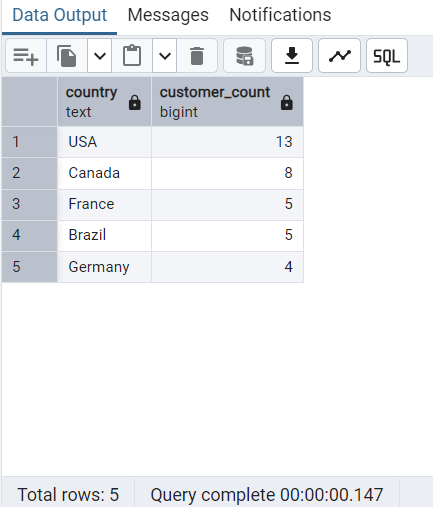 Data Output Messages Notifications
SQL
country customer_count
text bigint
1 USA 13
2 Canada 8
3 France 5
4 Brazil 5
5 Germany 4
Total rows: 5 Query complete 00:00:00.147